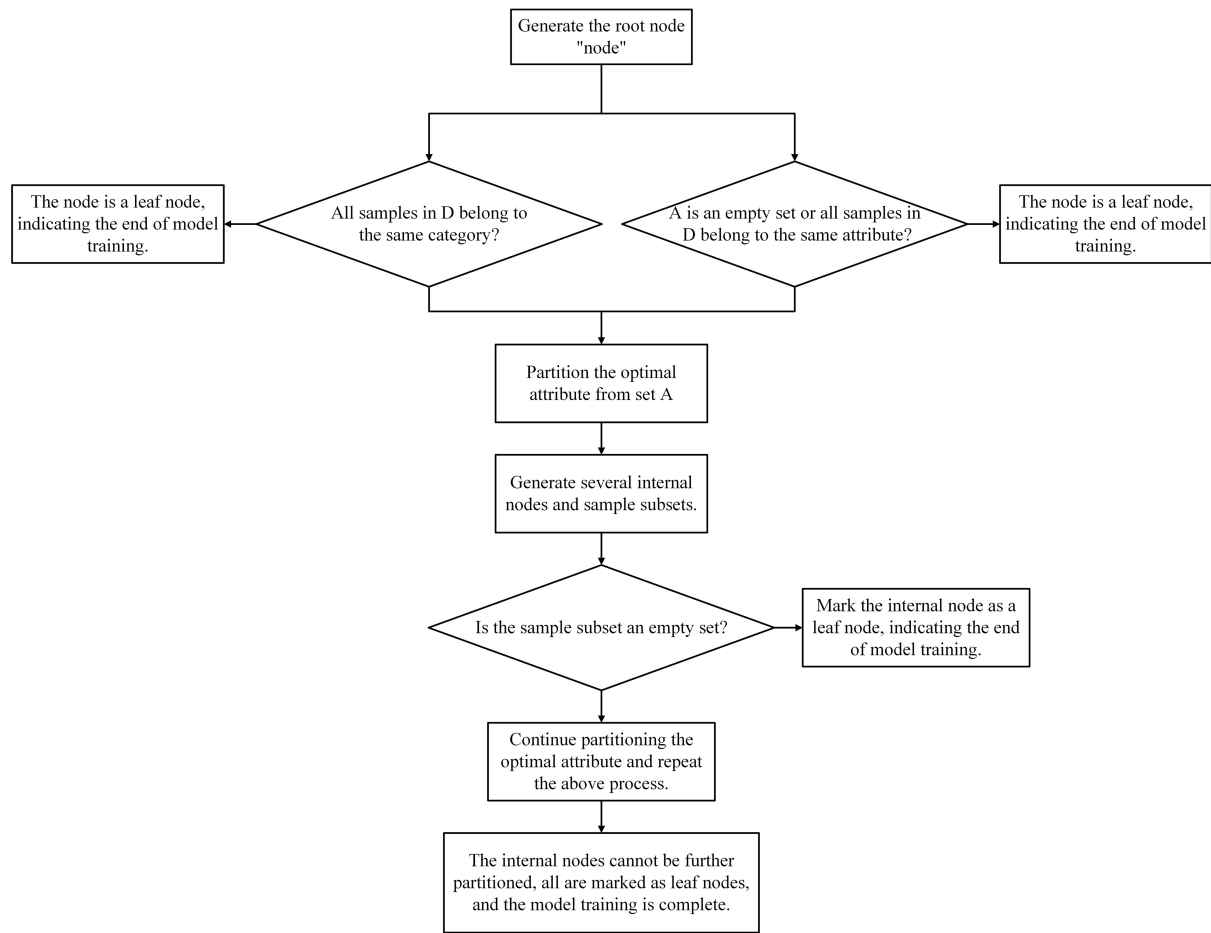 Generate the root node
"node"
All samples in D belong to
the same category?
A is an empty set or all samples in
D belong to the same attribute?
The node is a leaf node,
indicating the end of model
training.
The node is a leaf node,
indicating the end of model
training.
Partition the optimal
attribute from set A
Generate several internal
nodes and sample subsets.
Is the sample subset an empty set?
Mark the internal node as a
leaf node, indicating the end
of model training.
Continue partitioning the
optimal attribute and repeat
the above process.
The internal nodes cannot be further
partitioned, all are marked as leaf nodes,
and the model training is complete.